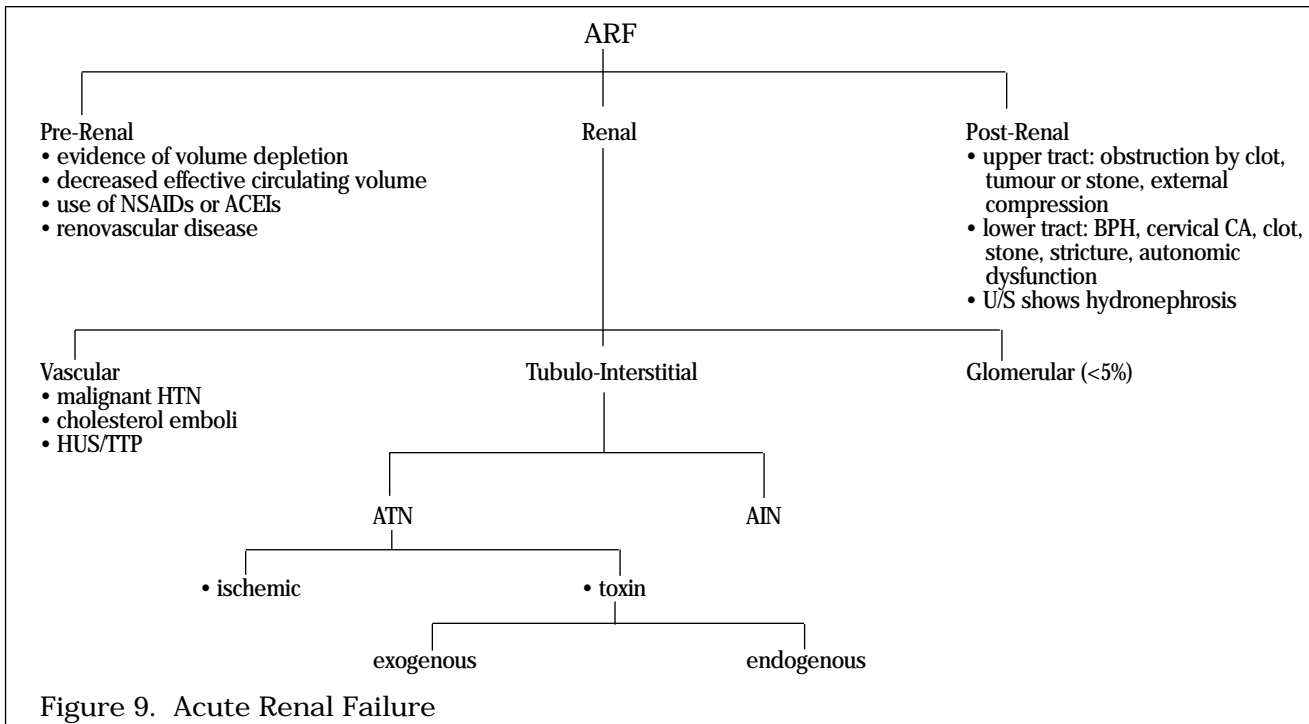 ARF
Pre-Renal
• evidence of volume depletion
• decreased effective circulating volume
• use of NSAIDs or ACEIs
• renovascular disease
Renal
Post-Renal
• upper tract: obstruction by clot,
tumour or stone, external
compression
• lower tract: BPH, cervical CA, clot,
stone, stricture, autonomic
dysfunction
• U/S shows hydronephrosis
Vascular
• malignant HTN
• cholesterol emboli
• HUS/TTP
Tubulo-Interstitial
Glomerular (<5%)
ATN
AIN
• ischemic
• toxin
exogenous
endogenous
Figure 9. Acute Renal Failure